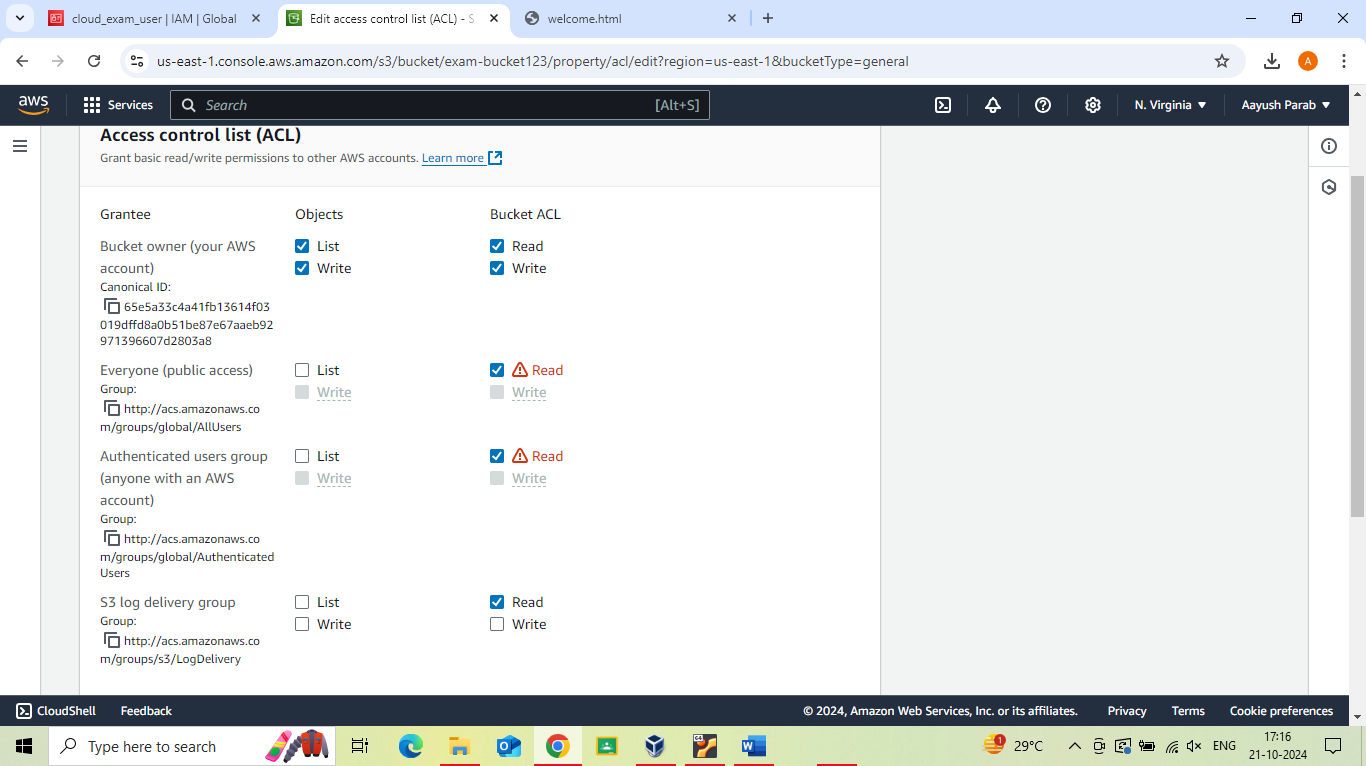 cloud_exam_user | IAM | Global
Edit access control list (ACL) - S
welcome.html
us-east-1.console.aws.amazon.com/s3/bucket/exam-bucket123/property/acl/edit?region=us-east-1&bucketType=general
A
aws
Services
Search
[Alt+S]
N. Virginia
Aayush Parab
Access control list (ACL)
Grant basic read/write permissions to other AWS accounts. Learn more
Grantee
Objects
Bucket ACL
Bucket owner (your AWS
account)
Canonical ID:
65e5a33c4a41fb13614f03
019dffd8a0b51be87e67aaeb92
971396607d2803a8
List
Write
Read
Write
Everyone (public access)
Group:
http://acs.amazonaws.co
m/groups/global/AllUsers
List
Write
Read
Write
Authenticated users group
(anyone with an AWS
account)
Group:
http://acs.amazonaws.co
m/groups/global/Authenticated
Users
List
Write
Read
Write
S3 log delivery group
Group:
http://acs.amazonaws.co
m/groups/s3/LogDelivery
List
Write
Read
Write
CloudShell
Feedback
© 2024, Amazon Web Services, Inc. or its affiliates.
Privacy
Terms
Cookie preferences
Type here to search
1
29°C
ENG
17:16
21-10-2024